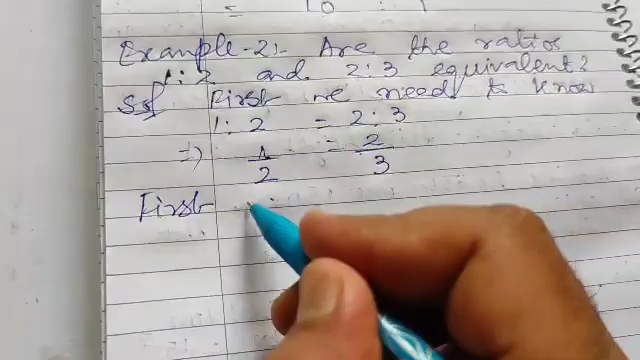 = 10 1
Example-2:- Are the ratios
1:2 and 2:3 equivalent?
Sol First we need to know
1:2 = 2:3
=> 1/2 = 2/3
First